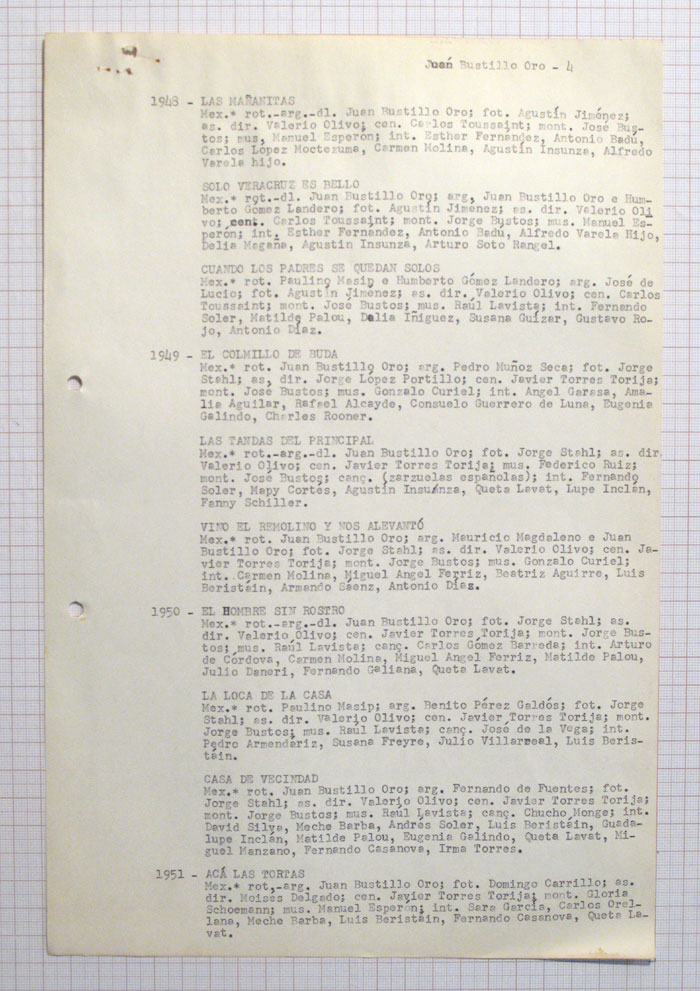 Juan Bustillo Oro - 4
1948 - LAS MAÑANITAS
Mex.* rot.-arg.-dl. Juan Bustillo Oro; fot. Agustín Jiménez;
as. dir. Valerio Olivo; cen. Carlos Toussaint; mont. José Bus-
tos; mus, Manuel Esperon; int. Esther Fernandez, Antonio Badú,
Carlos López Moctezuma, Carmen Molina, Agustín Insunza, Alfredo
Varela hijo.
SOLO VERACRUZ ES BELLO
Mex.* rot.-dl. Juan Bustillo Oro; arg, Juan Bustillo Oro e Hum-
berto Gomez Landero; fot. Agustin Jimenez; as. dir. Valerio Oli
vo; cent. Carlos Toussaint; mont. Jorge Bustos; mus. Manuel Es-
perón; int. Esther Fernández, Antonio Badu, Alfredo Varela Hijo,
Delia Magaña, Agustin Insunza, Arturo Soto Rangel.
CUANDO LOS PADRES SE QUEDAN SOLOS
Mex.* rot. Paulino Masip e Humberto Gómez Landero; arg. José de
Lucio; fot. Agustín Jimenez; as. dir. Valerio Olivo; cen. Carlos
Toussaint; mont. José Bustos; mus. Raúl Lavista; int. Fernando
Soler, Matilde Palou, Delia Iñiguez, Susana Guízar, Gustavo Ro-
jo, Antonio Díaz.
1949 - EL COLMILLO DE BUDA
Mex.* rot. Juan Bustillo Oro; arg. Pedro Muñoz Seca; fot. Jorge
Stahl; as, dir. Jorge López Portillo; cen. Javier Torres Torija;
mont. José Bustos; mus. Gonzalo Curiel; int. Angel Garasa, Ama-
lia Aguilar, Rafael Alcayde, Consuelo Guerrero de Luna, Eugenia
Galindo, Charles Rooner.
LAS TANDAS DEL PRINCIPAL
Mex.* rot.-arg.-dl. Juan Bustillo Oro; fot. Jorge Stahl; as. dir
Valerio Olivo; cen. Javier Torres Torija; mus. Federico Ruiz;
mont. José Bustos; canç. (zarzuelas espanolas); int. Fernando
Soler, Mapy Cortés, Agustín Insunza, Queta Lavat, Lupe Inclán,
Fanny Schiller.
VINO EL REMOLINO Y NOS ALEVANTÓ
Mex.* rot. Juan Bustillo Oro; arg. Mauricio Magdaleno e Juan
Bustillo Oro; fot. Jorge Stahl; as. dir. Valerio Olivo; cen. Ja-
vier Torres Torija; mont. Jorge Bustos; mus. Gonzalo Curiel;
int. Carmen Molina, Miguel Angel Ferriz, Beatriz Aguirre, Luis
Beristáin, Armando Sáenz, Antonio Díaz.
1950 - EL HOMBRE SIN ROSTRO
Mex.* rot.-arg.-dl. Juan Bustillo Oro; fot. Jorge Stahl; as.
dir. Valerio Olivo; cen. Javier Torres Torija; mont. Jorge Bus-
tos; mus. Raúl Lavista; canç. Carlos Gómez Barreda; int. Arturo
de Córdova, Carmen Molina, Miguel Angel Ferriz, Matilde Palou,
Julio Daneri, Fernando Galiana, Queta Lavat.
LA LOCA DE LA CASA
Mex.* rot. Paulino Masip; arg. Benito Pérez Galdós; fot. Jorge
Stahl; as. dir. Valerio Olivo; cen. Javier Torres Torija; mont.
Jorge Bustos; mus. Raúl Lavista; canç. José de la Vega; int.
Pedro Armendáriz, Susana Freyre, Julio Villarreal, Luis Beris-
táin.
CASA DE VECINDAD
Mex.* rot. Juan Bustillo Oro; arg. Fernando de Fuentes; fot.
Jorge Stahl; as. dir. Valerio Olivo; cen. Javier Torres Torija;
mont. Jorge Bustos; mus. Raúl Lavista; canç. Chucho Monge; int.
David Silva, Meche Barba, Andrés Soler, Luis Beristáin, Guada-
lupe Inclán, Matilde Palou, Eugenia Galindo, Queta Lavat, Mi-
guel Manzano, Fernando Casanova, Irma Torres.
1951 - ACÁ LAS TORTAS
Mex.* rot,-arg. Juan Bustillo Oro; fot. Domingo Carrillo; as.
dir. Moises Delgado; cen. Javier Torres Torija; mont. Gloria
Schoemann; mus. Manuel Esperón; int. Sara García, Carlos Orel-
lana, Meche Barba, Luis Beristáin, Fernando Casanova, Queta La-
vat.